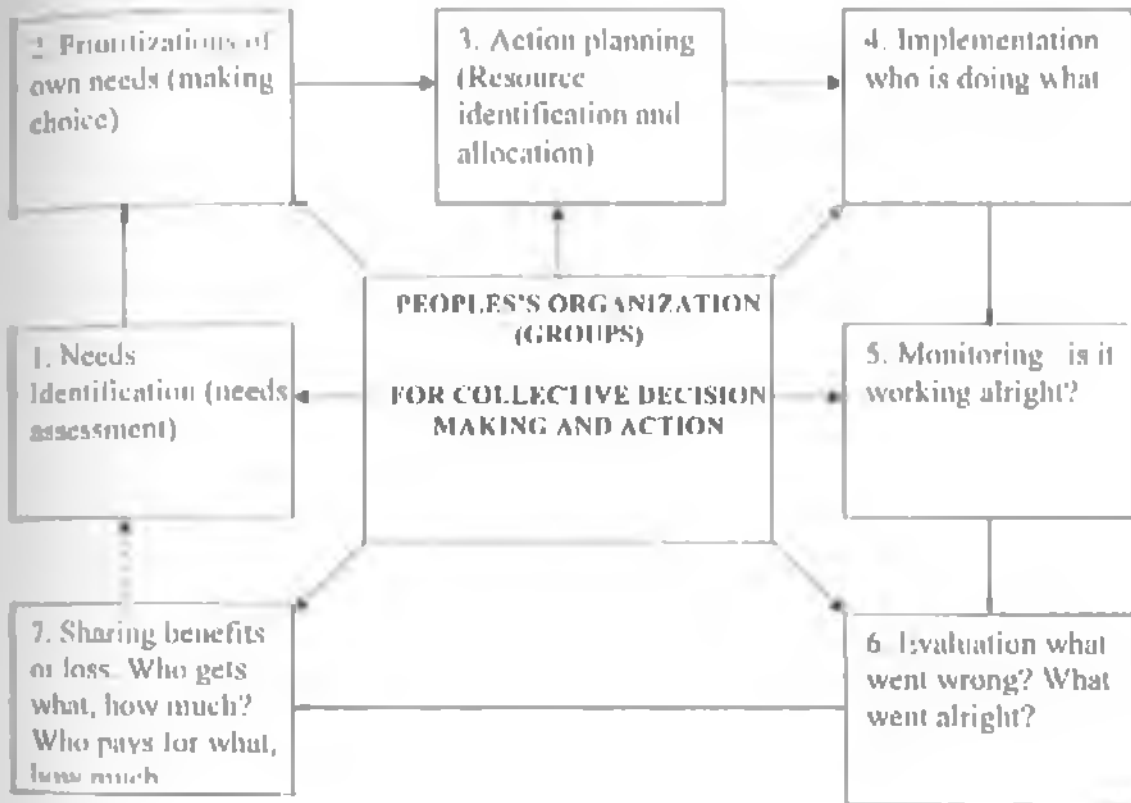 2. Prioritizations of
own needs (making
choice)
3. Action planning
(Resource
identification and
allocation)
4. Implementation
who is doing what
PEOPLES'S ORGANIZATION
(GROUPS)
FOR COLLECTIVE DECISION
MAKING AND ACTION
1. Needs
Identification (needs
assessment)
5. Monitoring is it
working alright?
7. Sharing benefits
or loss. Who gets
what, how much?
Who pays for what,
how much
6. Evaluation what
went wrong? What
went alright?